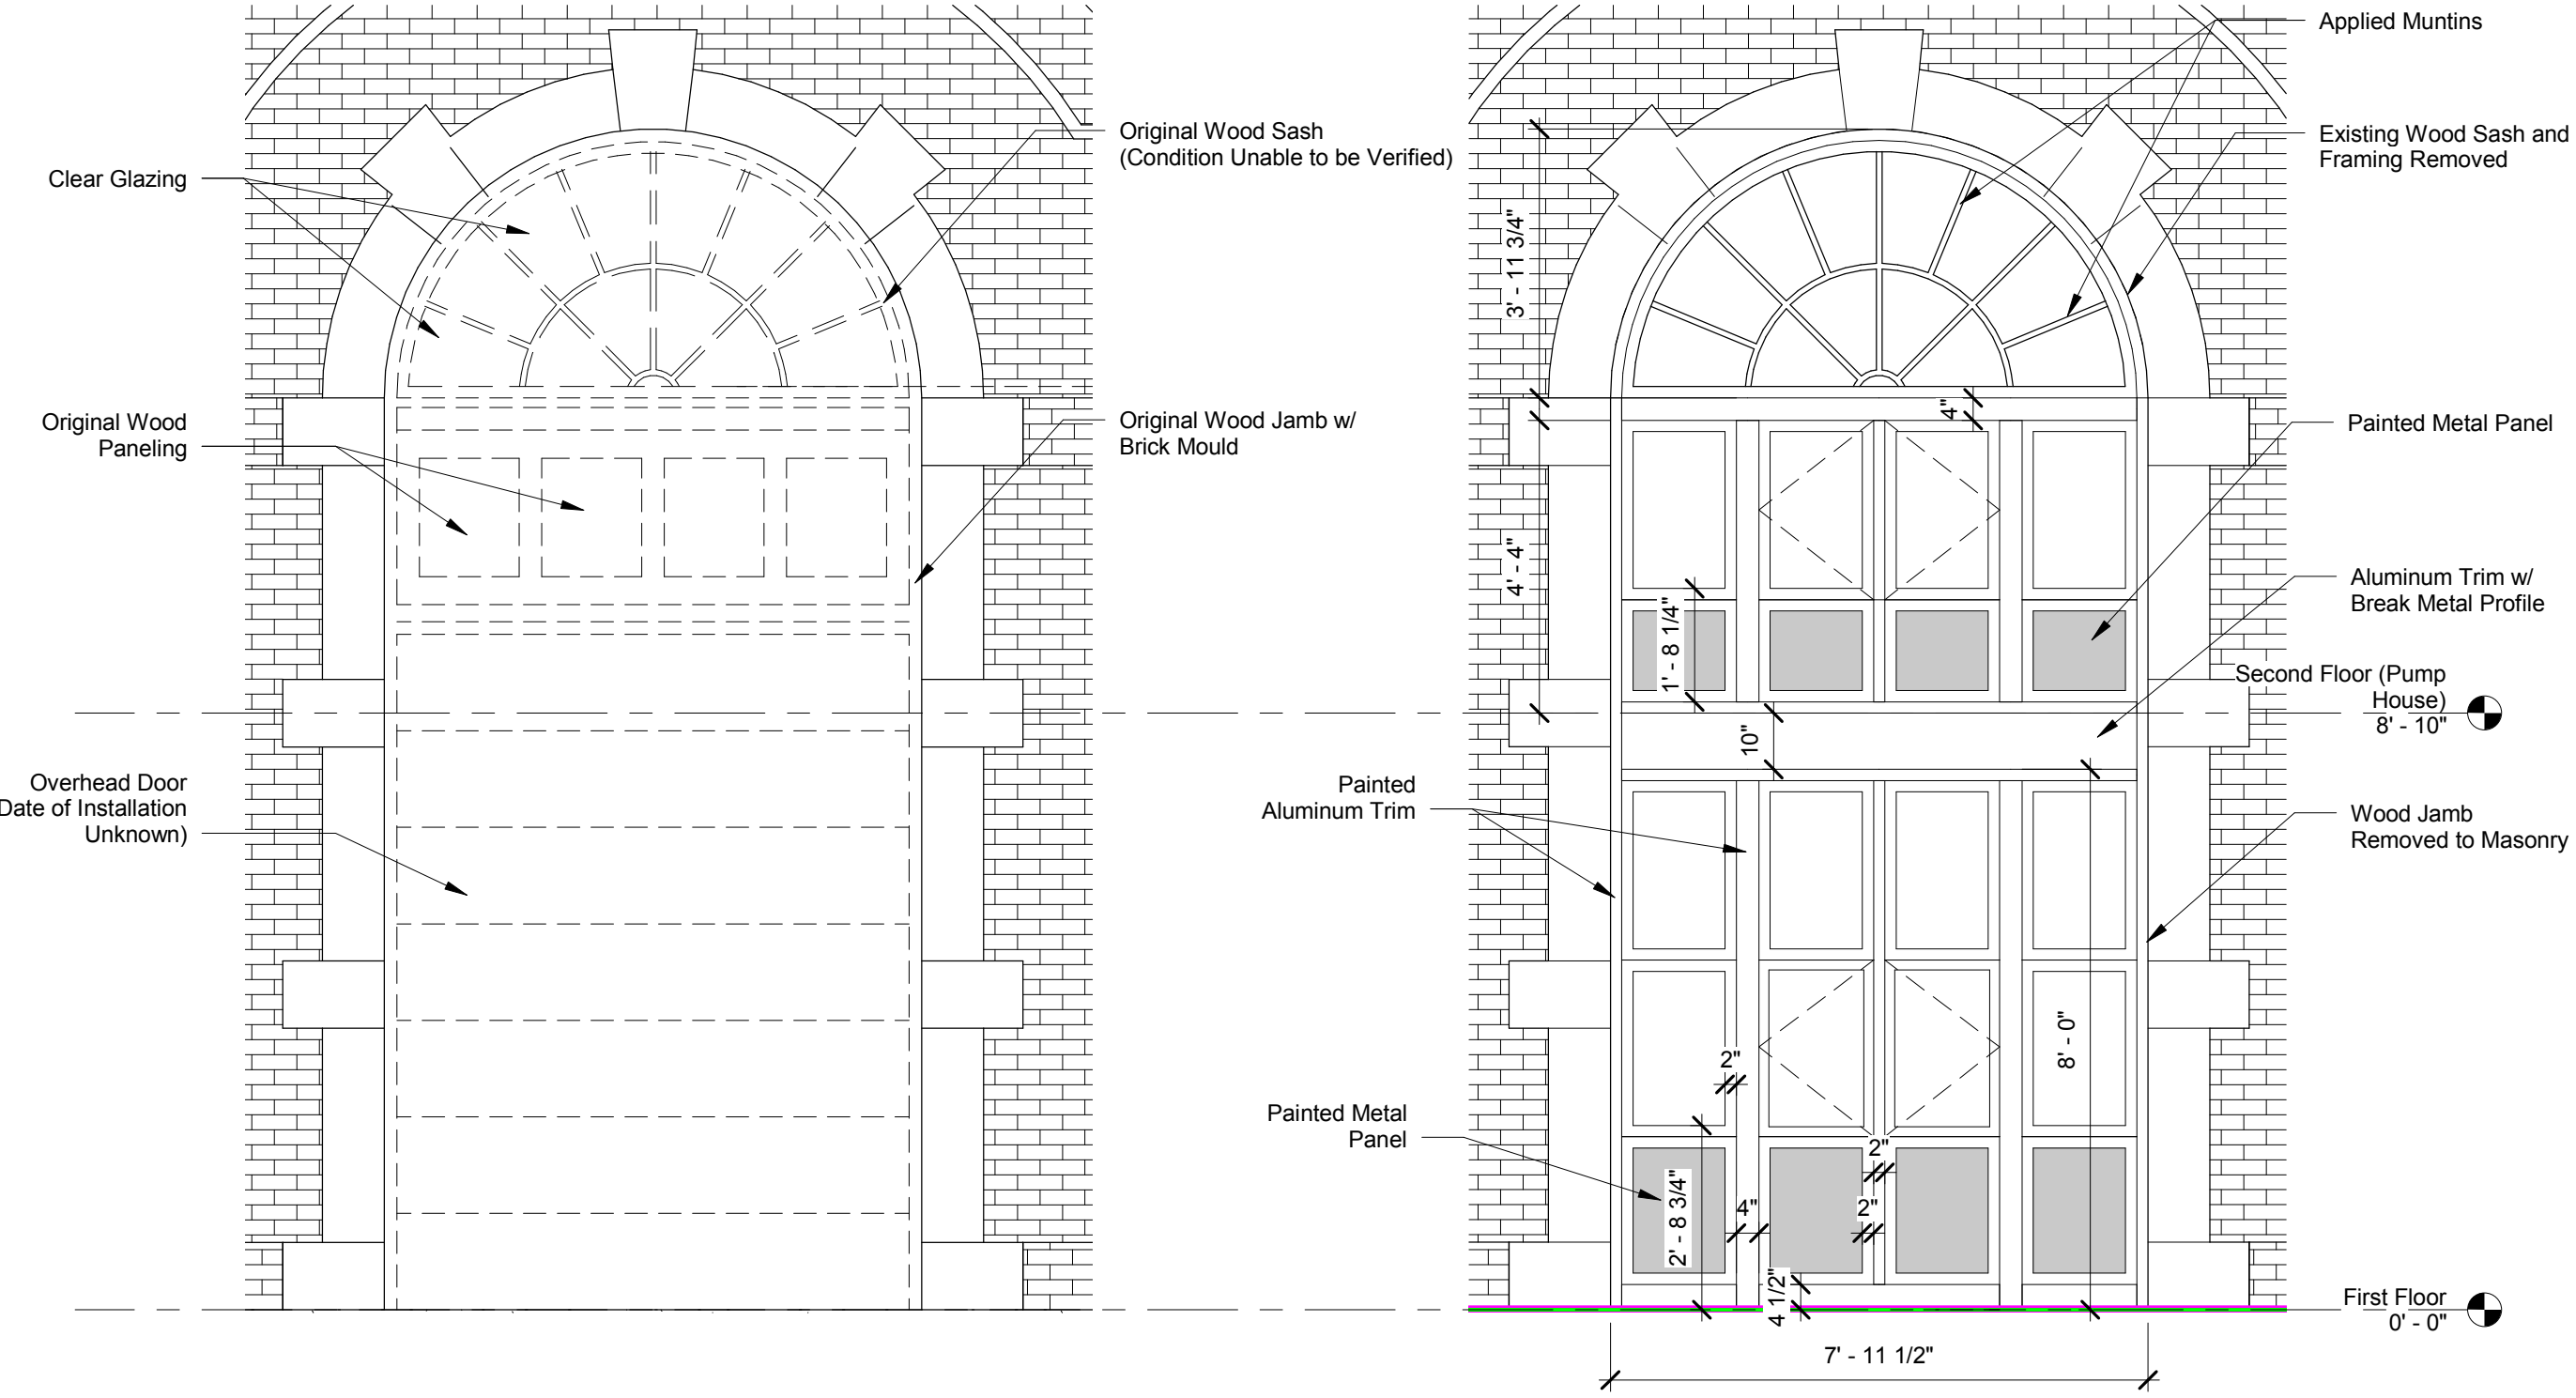 Clear Glazing
Original Wood
Paneling
Overhead Door
Date of Installation
Unknown)
Original Wood Sash
(Condition Unable to be Verified)
Original Wood Jamb w/
Brick Mould
Painted
Aluminum Trim
Painted Metal
Panel
3' - 11 3/4"
4' - 4"
4"
1' - 8 1/4"
10"
2"
2"
8' - 0"
2' - 8 3/4"
4"
2"
4 1/2"
7' - 11 1/2"
Applied Muntins
Existing Wood Sash and
Framing Removed
Painted Metal Panel
Aluminum Trim w/
Break Metal Profile
Second Floor (Pump
House)
8' - 10"
Wood Jamb
Removed to Masonry
First Floor
0' - 0"